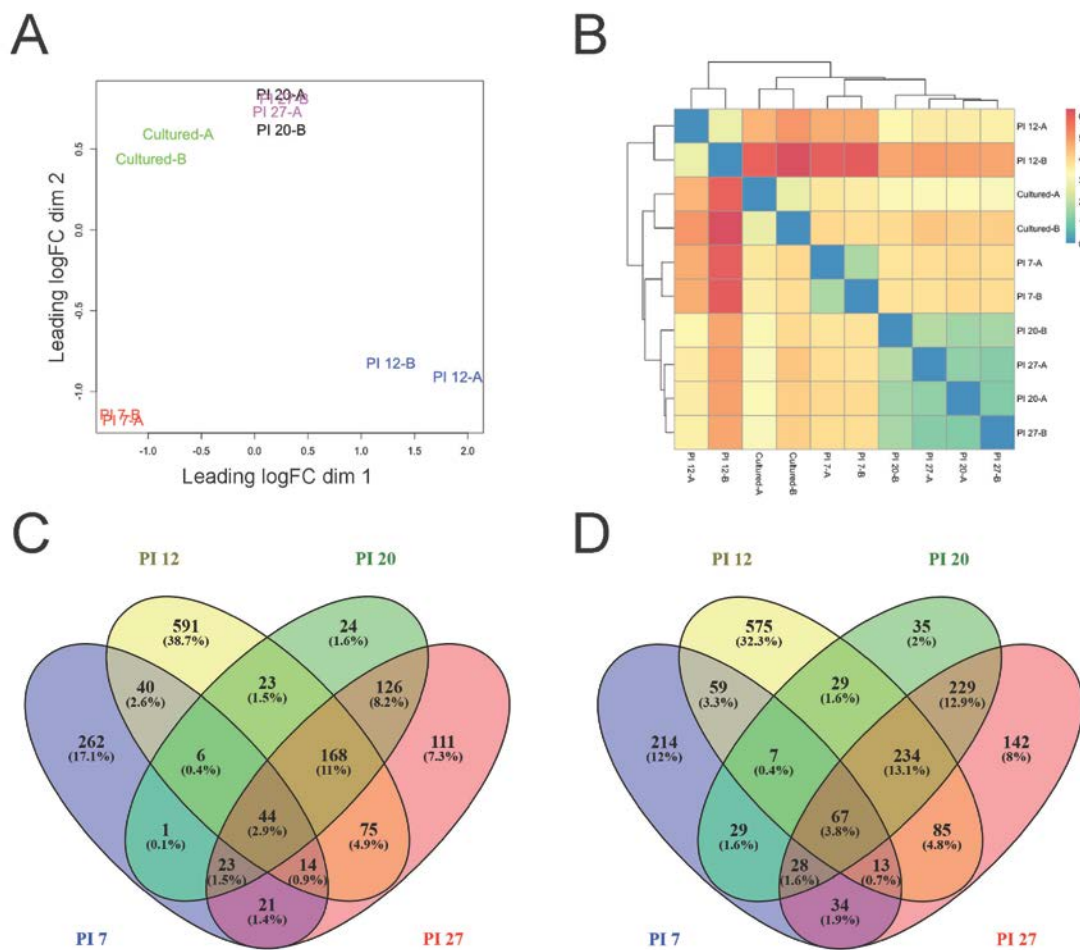 A
PI 20-A
PI 27-B
PI 27-A
PI 20-B
Cultured-A
Cultured-B
PI 12-B
PI 12-A
PI 7-B
PI 7-A
0.5
0.0
-0.5
-1.0
Leading logFC dim 2
-1.0 -0.5 0.0 0.5 1.0 1.5 2.0
Leading logFC dim 1
B
PI 12-A
PI 12-B
Cultured-A
Cultured-B
PI 7-A
PI 7-B
PI 20-B
PI 27-A
PI 20-A
PI 27-B
PI 12-A
PI 12-B
Cultured-A
Cultured-B
PI 7-A
PI 7-B
PI 20-B
PI 27-A
PI 20-A
PI 27-B
C
PI 12 PI 20
591 24
(38.7%) (1.6%)
40 23 126
(2.6%) (1.5%) (8.2%)
262 6 168 111
(17.1%) (0.4%) (11%) (7.3%)
44
(2.9%)
1 75
(0.1%) (4.9%)
23 14
(1.5%) (0.9%)
21
(1.4%)
PI 7 PI 27
D
PI 12 PI 20
575 35
(32.3%) (2%)
59 29 229
(3.3%) (1.6%) (12.9%)
214 7 234 142
(12%) (0.4%) (13.1%) (8%)
67
(3.8%)
29 85
(1.6%) (4.8%)
28 13
(1.6%) (0.7%)
34
(1.9%)
PI 7 PI 27